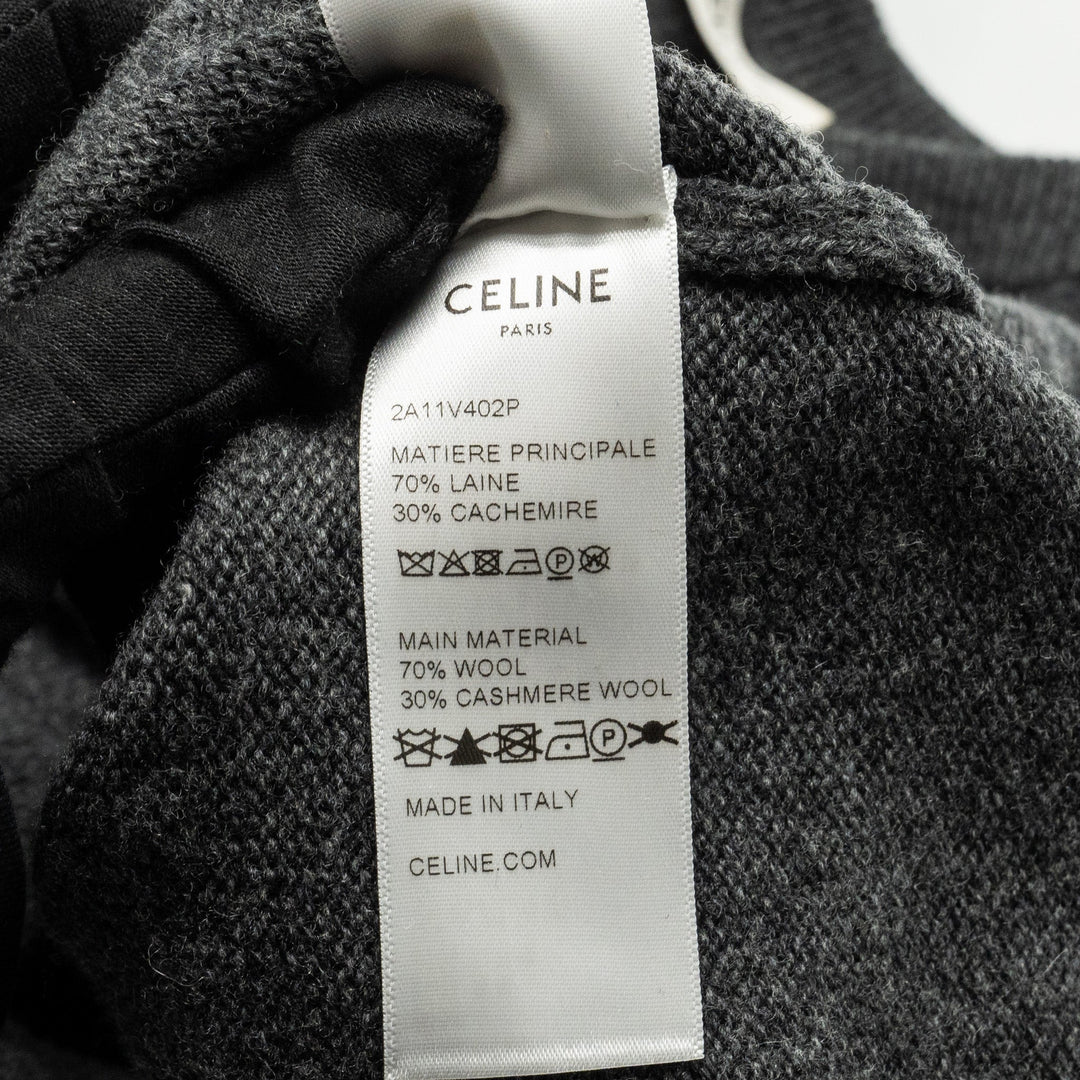 CELINE
PARIS
2A11V402P
MATIERE PRINCIPALE
70% LAINE
30% CACHEMIRE
P W
MAIN MATERIAL
70% WOOL
30% CASHMERE WOOL
P
MADE IN ITALY
CELINE.COM